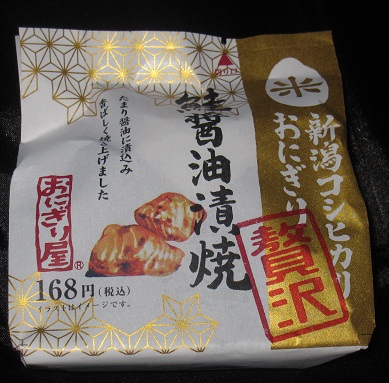 米
新潟コシヒカリ
おにぎり
贅沢
鮭醤油漬焼
たまり醤油に漬込み
香ばしく焼き上げました
おにぎり屋®
168円(税込)
イラストはイメージです。